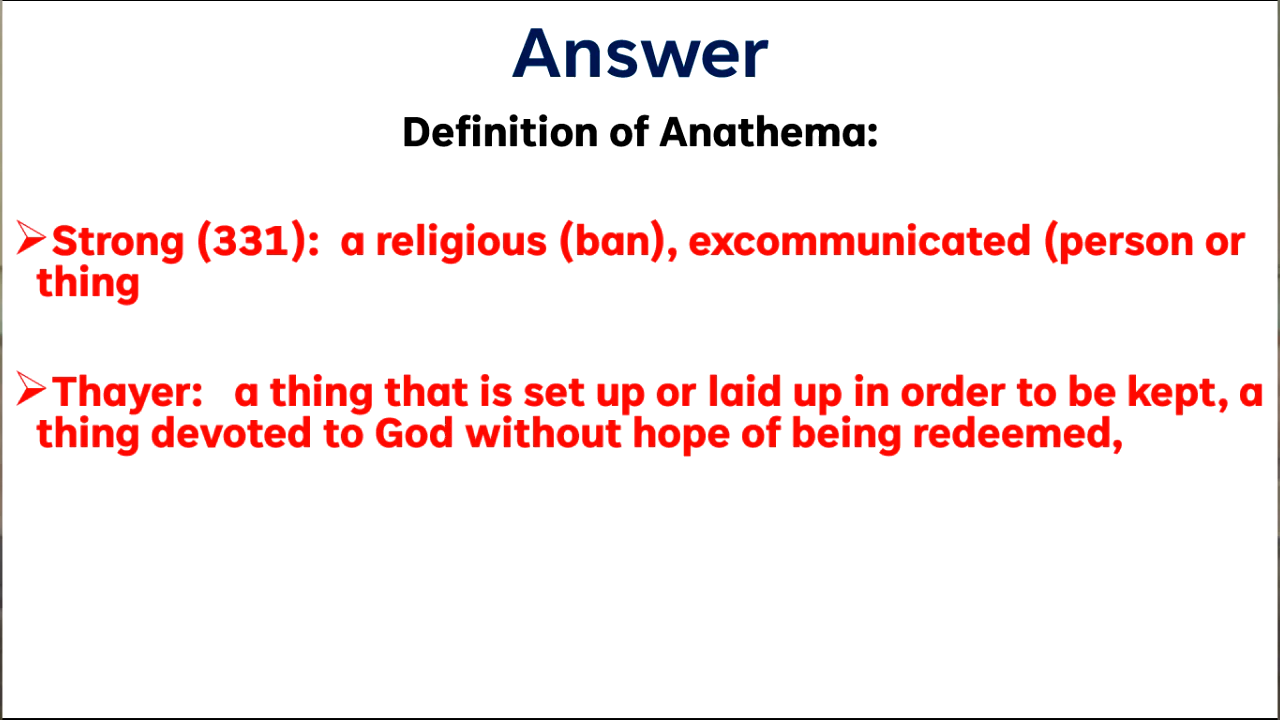 Answer
Definition of Anathema:
➢Strong (331):  a religious (ban), excommunicated (person or
thing
➢Thayer:   a thing that is set up or laid up in order to be kept, a
thing devoted to God without hope of being redeemed,